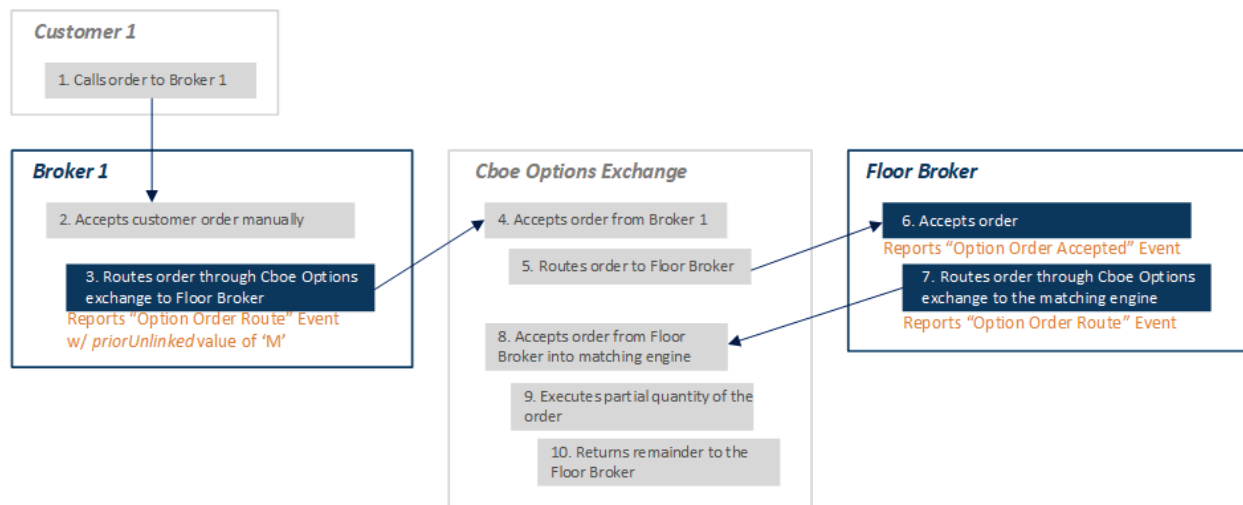 Customer 1
1. Calls order to Broker 1
Broker 1
2. Accepts customer order manually
3. Routes order through Cboe Options
exchange to Floor Broker
Reports “Option Order Route” Event
w/ priorUnlinked value of ‘M’
Cboe Options Exchange
4. Accepts order from Broker 1
5. Routes order to Floor Broker
8. Accepts order from Floor
Broker into matching engine
9. Executes partial quantity of the
order
10. Returns remainder to the
Floor Broker
Floor Broker
6. Accepts order
Reports “Option Order Accepted” Event
7. Routes order through Cboe Options
exchange to the matching engine
Reports “Option Order Route” Event